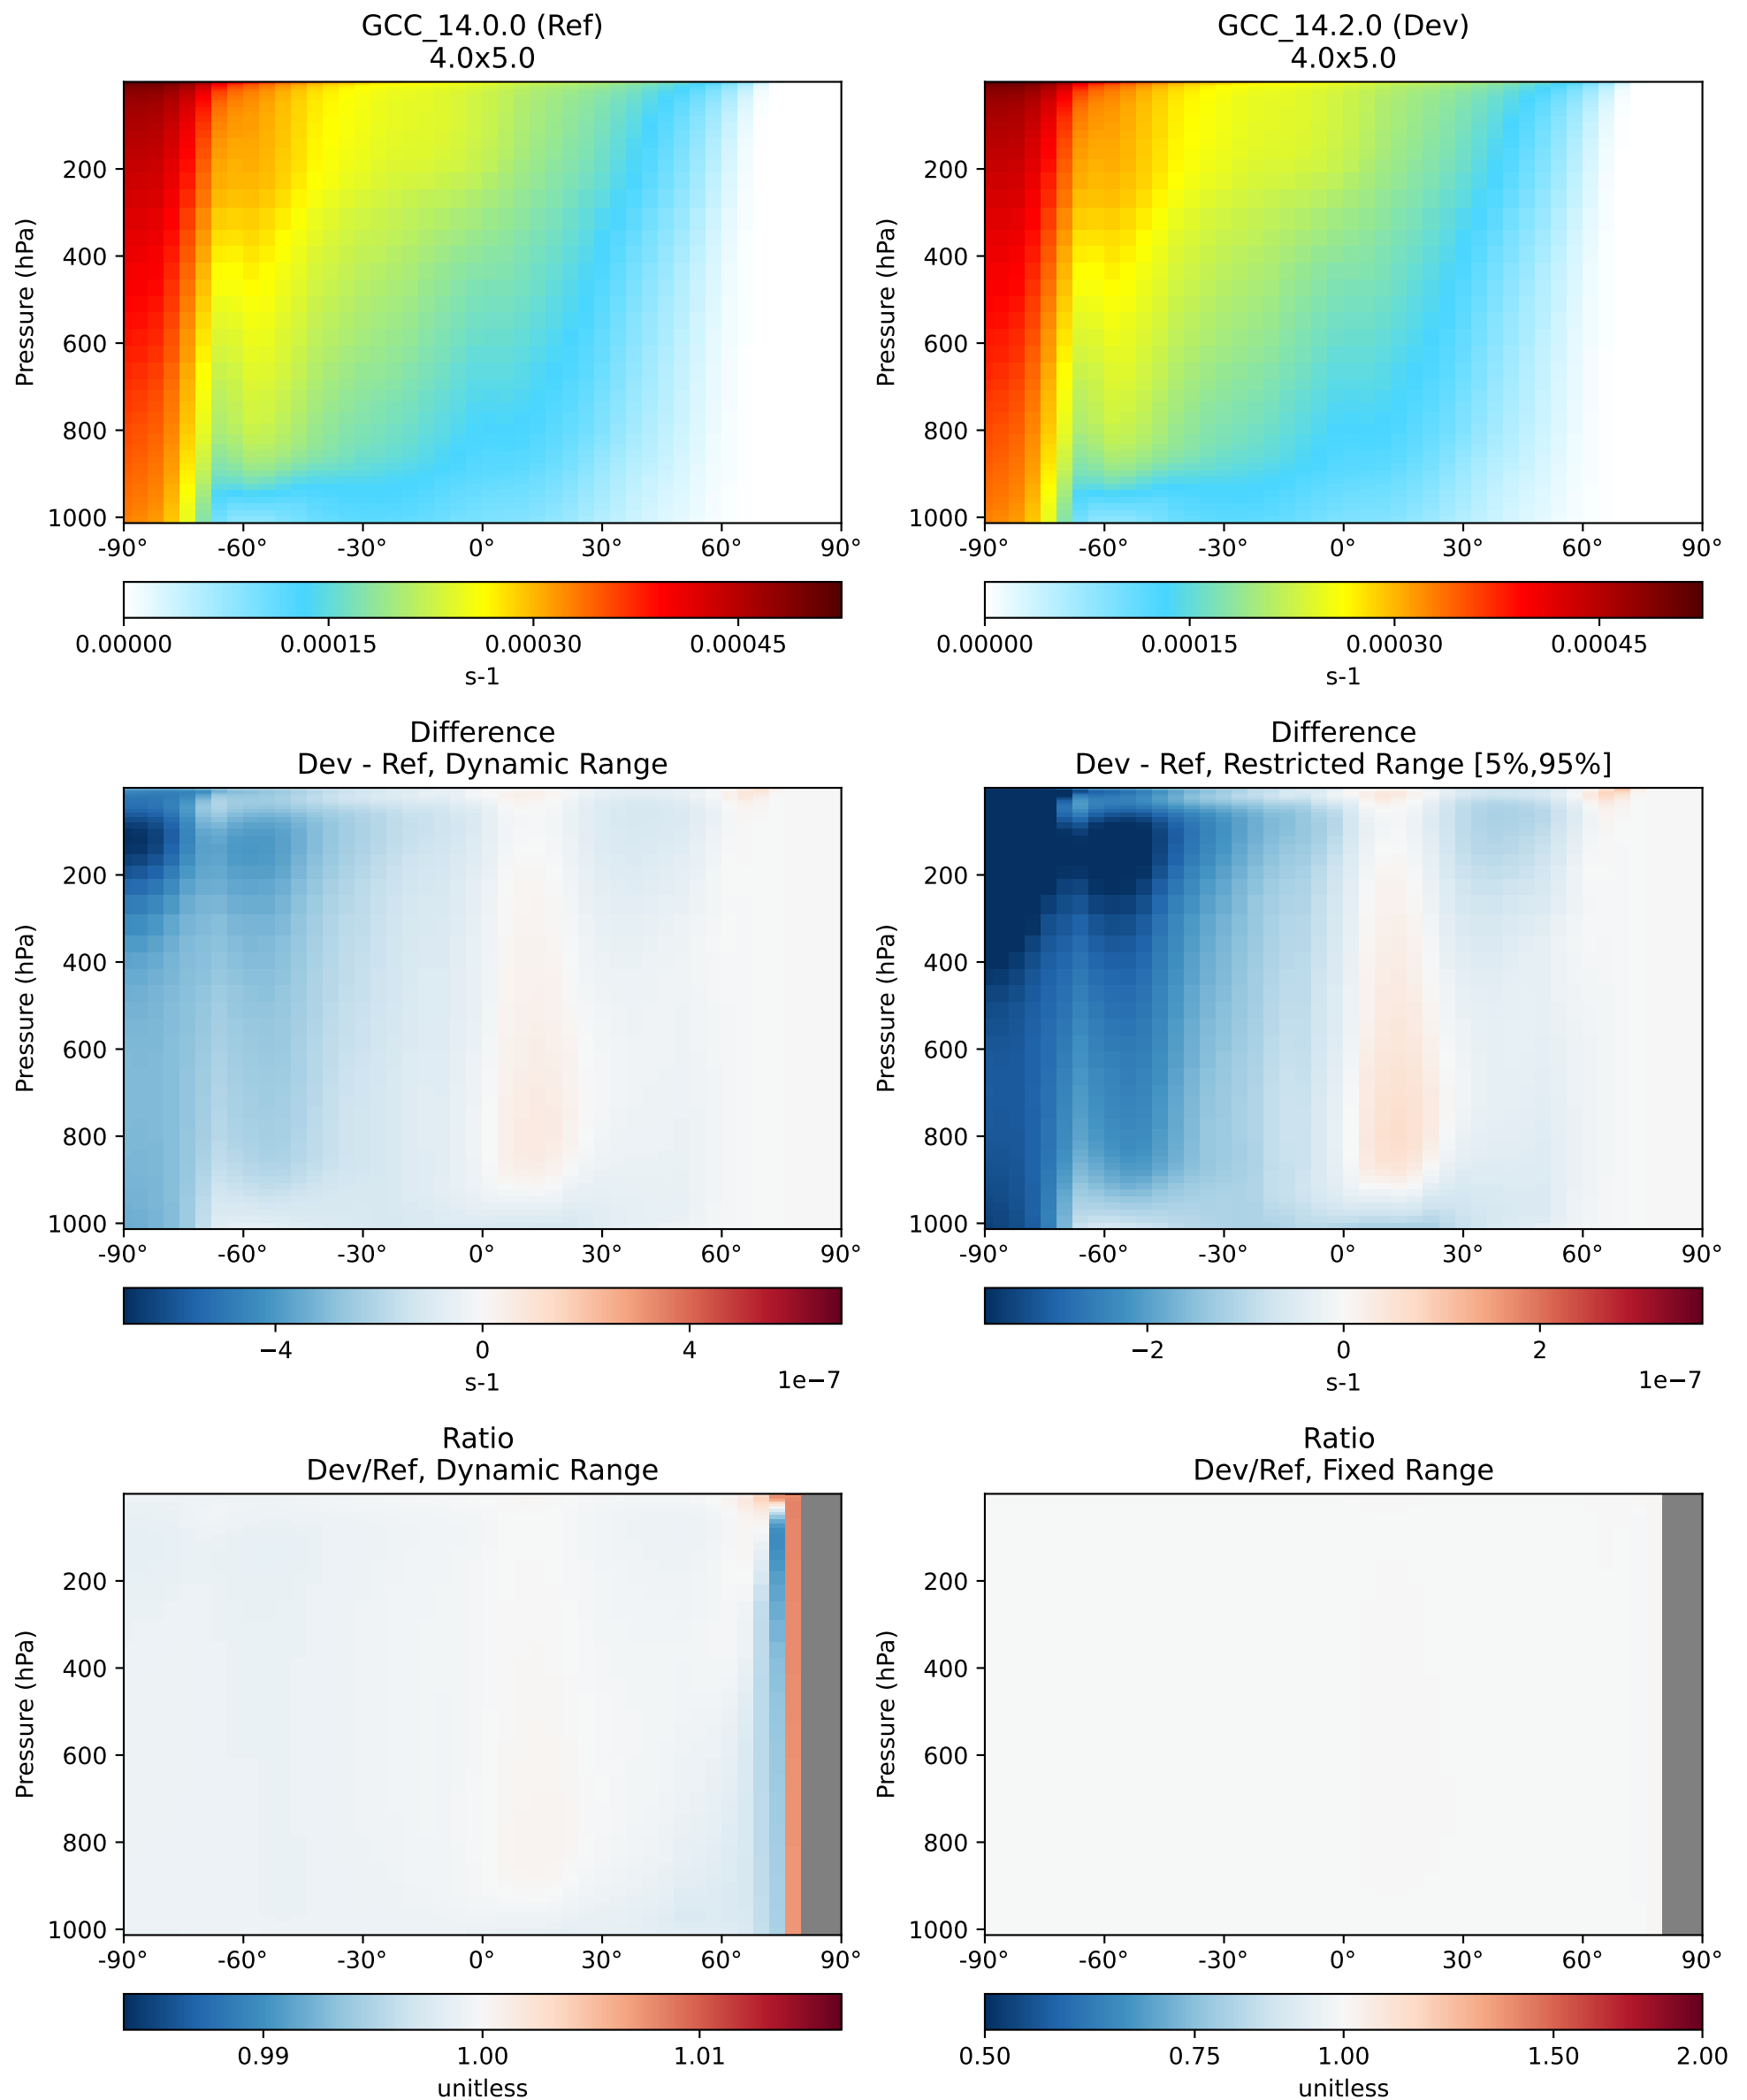 GCC_14.0.0 (Ref)
4.0x5.0
GCC_14.2.0 (Dev)
4.0x5.0
Pressure (hPa)
200
400
600
800
1000
-90° -60° -30° 0° 30° 60° 90°
0.00000 0.00015 0.00030 0.00045
s-1
Pressure (hPa)
200
400
600
800
1000
-90° -60° -30° 0° 30° 60° 90°
0.00000 0.00015 0.00030 0.00045
s-1
Difference
Dev - Ref, Dynamic Range
Pressure (hPa)
200
400
600
800
1000
-90° -60° -30° 0° 30° 60° 90°
−4 0 4
s-1
1e−7
Difference
Dev - Ref, Restricted Range [5%,95%]
Pressure (hPa)
200
400
600
800
1000
-90° -60° -30° 0° 30° 60° 90°
−2 0 2
s-1
1e−7
Ratio
Dev/Ref, Dynamic Range
Pressure (hPa)
200
400
600
800
1000
-90° -60° -30° 0° 30° 60° 90°
0.99 1.00 1.01
unitless
Ratio
Dev/Ref, Fixed Range
Pressure (hPa)
200
400
600
800
1000
-90° -60° -30° 0° 30° 60° 90°
0.50 0.75 1.00 1.50 2.00
unitless